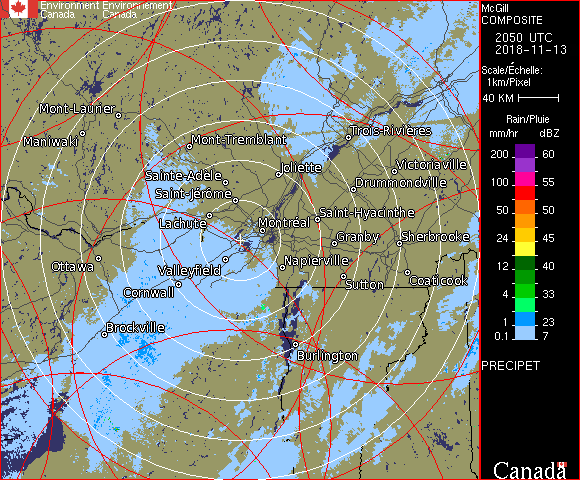 Environment Environnement
Canada Canada
McGill
COMPOSITE
2050 UTC
2018-11-13
Scale/Échelle:
1km/Pixel
40 KM
Rain/Pluie
mm/hr dBZ
200 60
150 57
100 55
50 50
24 45
12 40
4 33
1 23
0.1 7
PRECIPET
Mont-Laurier
Maniwaki
Mont-Tremblant
Trois-Rivières
Joliette
Victoriaville
Sainte-Adèle
Drummondville
Saint-Jérôme
Saint-Hyacinthe
Lachute
Montréal
Granby
Sherbrooke
Ottawa
Valleyfield
Napierville
Cornwall
Sutton
Coaticook
Brockville
Burlington
Canada